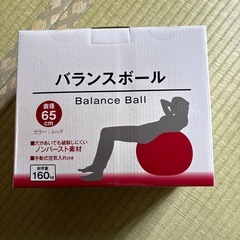 バランスボール
Balance Ball
直径
65
cm
カラー:レッド
■穴があいても破裂しにくい
ノンバースト素材
■手動式空気入れ付き
耐荷重
160kg